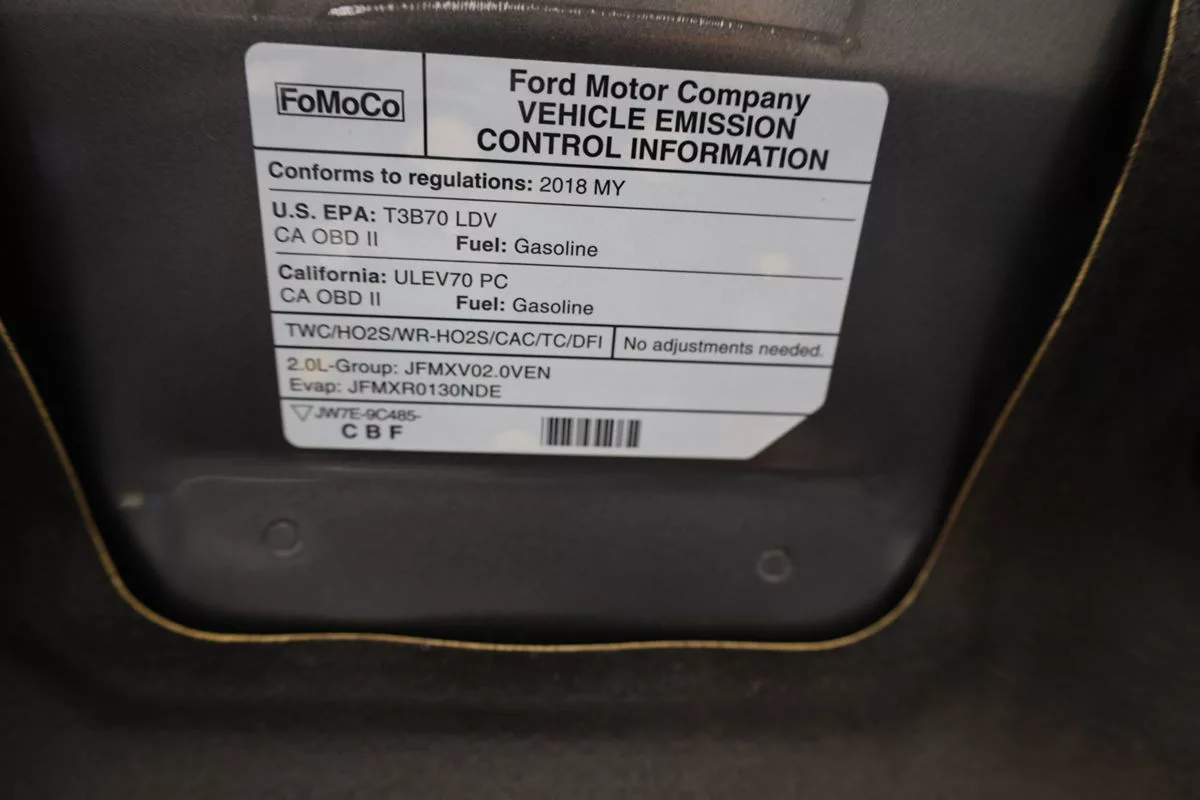 FoMoCo
Ford Motor Company
VEHICLE EMISSION
CONTROL INFORMATION
Conforms to regulations: 2018 MY
U.S. EPA: T3B70 LDV
CA OBD II Fuel: Gasoline
California: ULEV70 PC
CA OBD II Fuel: Gasoline
TWC/HO2S/WR-HO2S/CAC/TC/DFI No adjustments needed.
2.0L-Group: JFMXV02.0VEN
Evap: JFMXR0130NDE
JW7E-9C485-
C B F